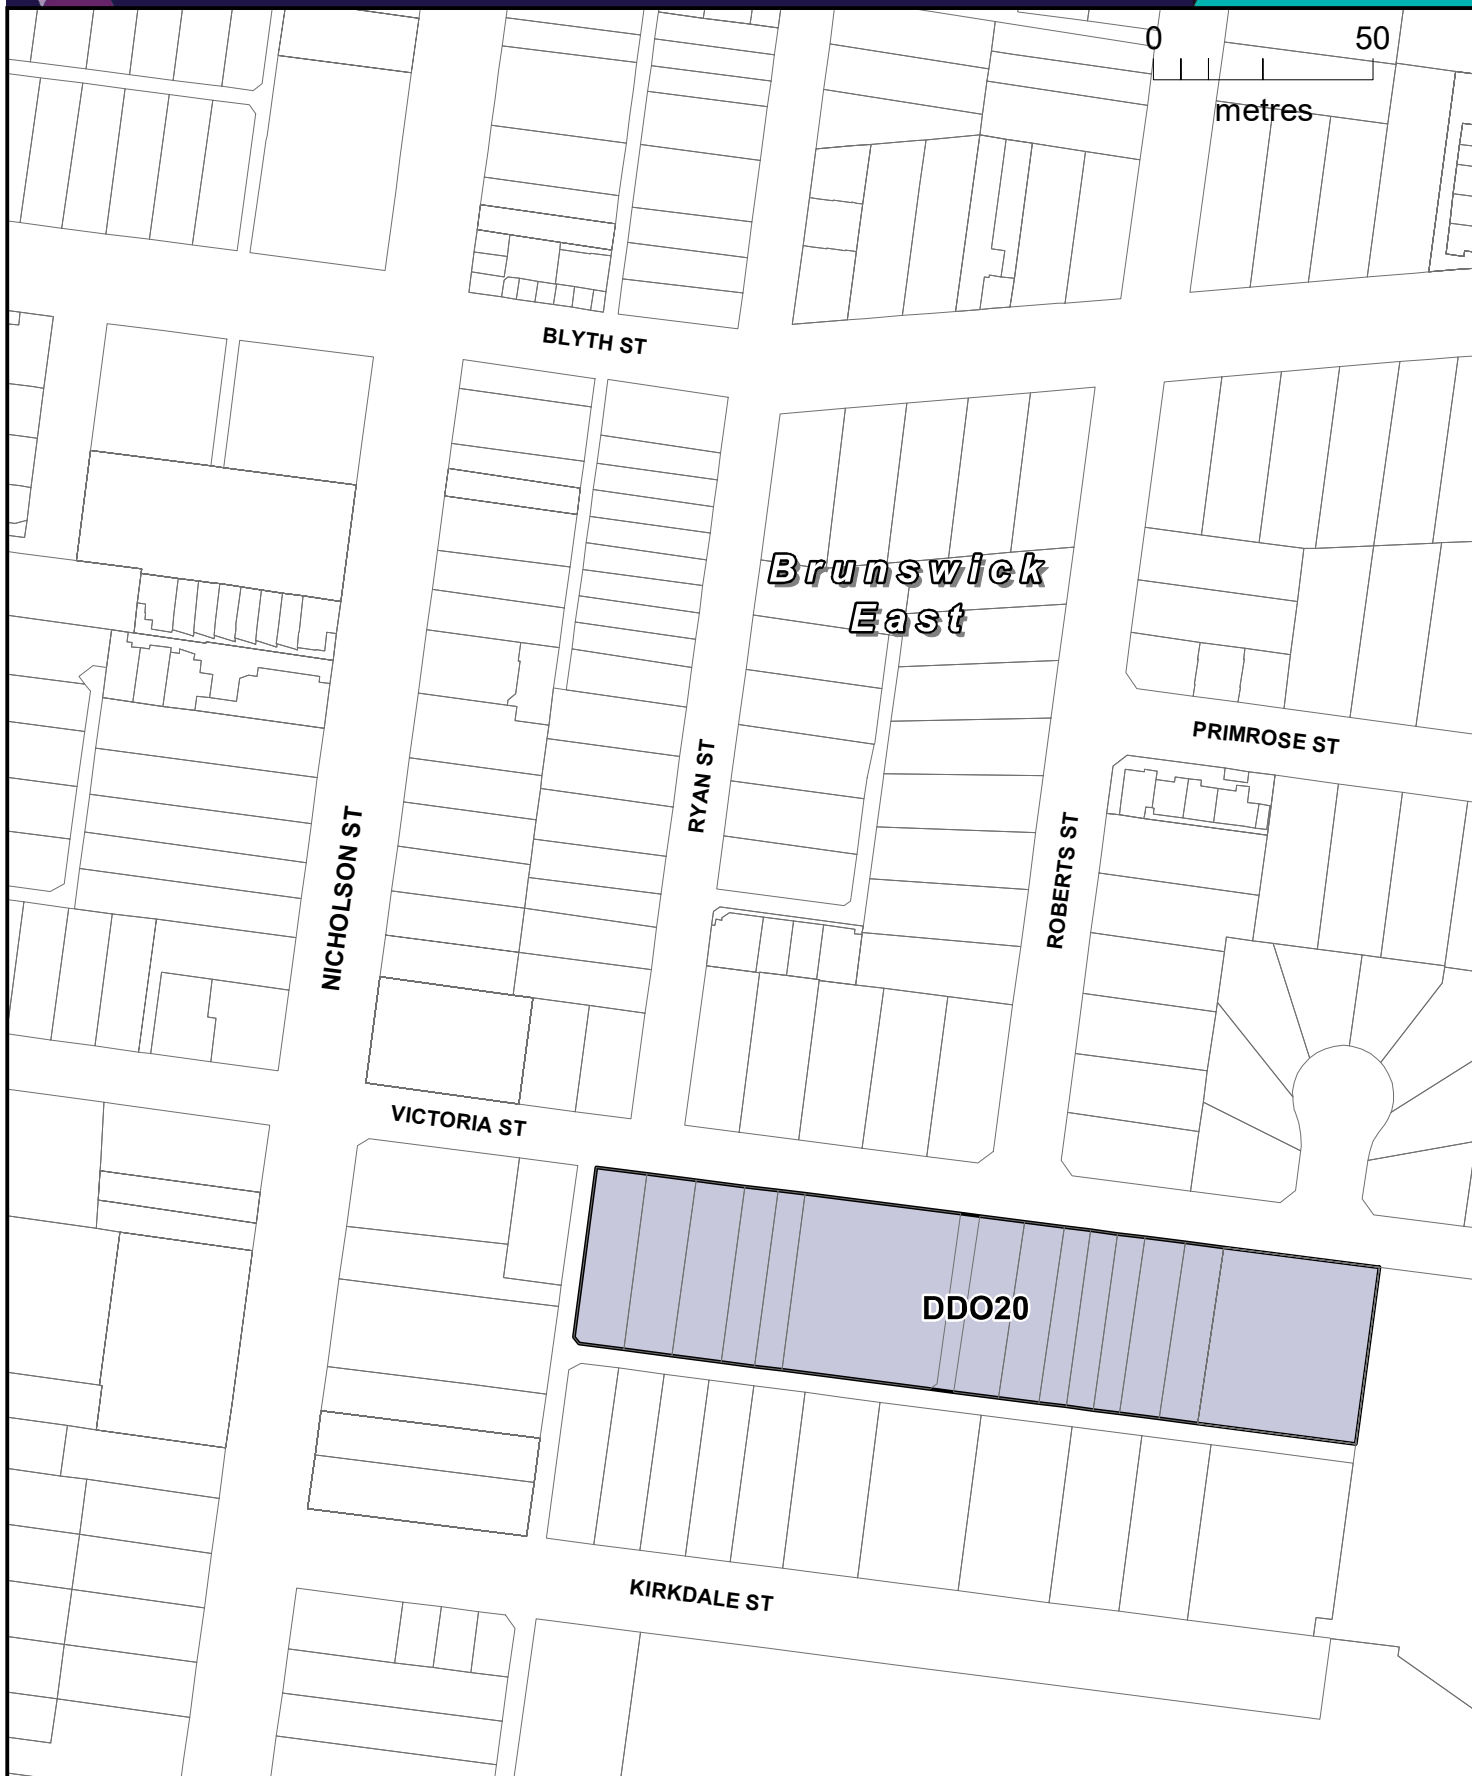 0 50
metres
BLYTH ST
Brunswick
East
PRIMROSE ST
RYAN ST
NICHOLSON ST
ROBERTS ST
VICTORIA ST
DDO20
KIRKDALE ST